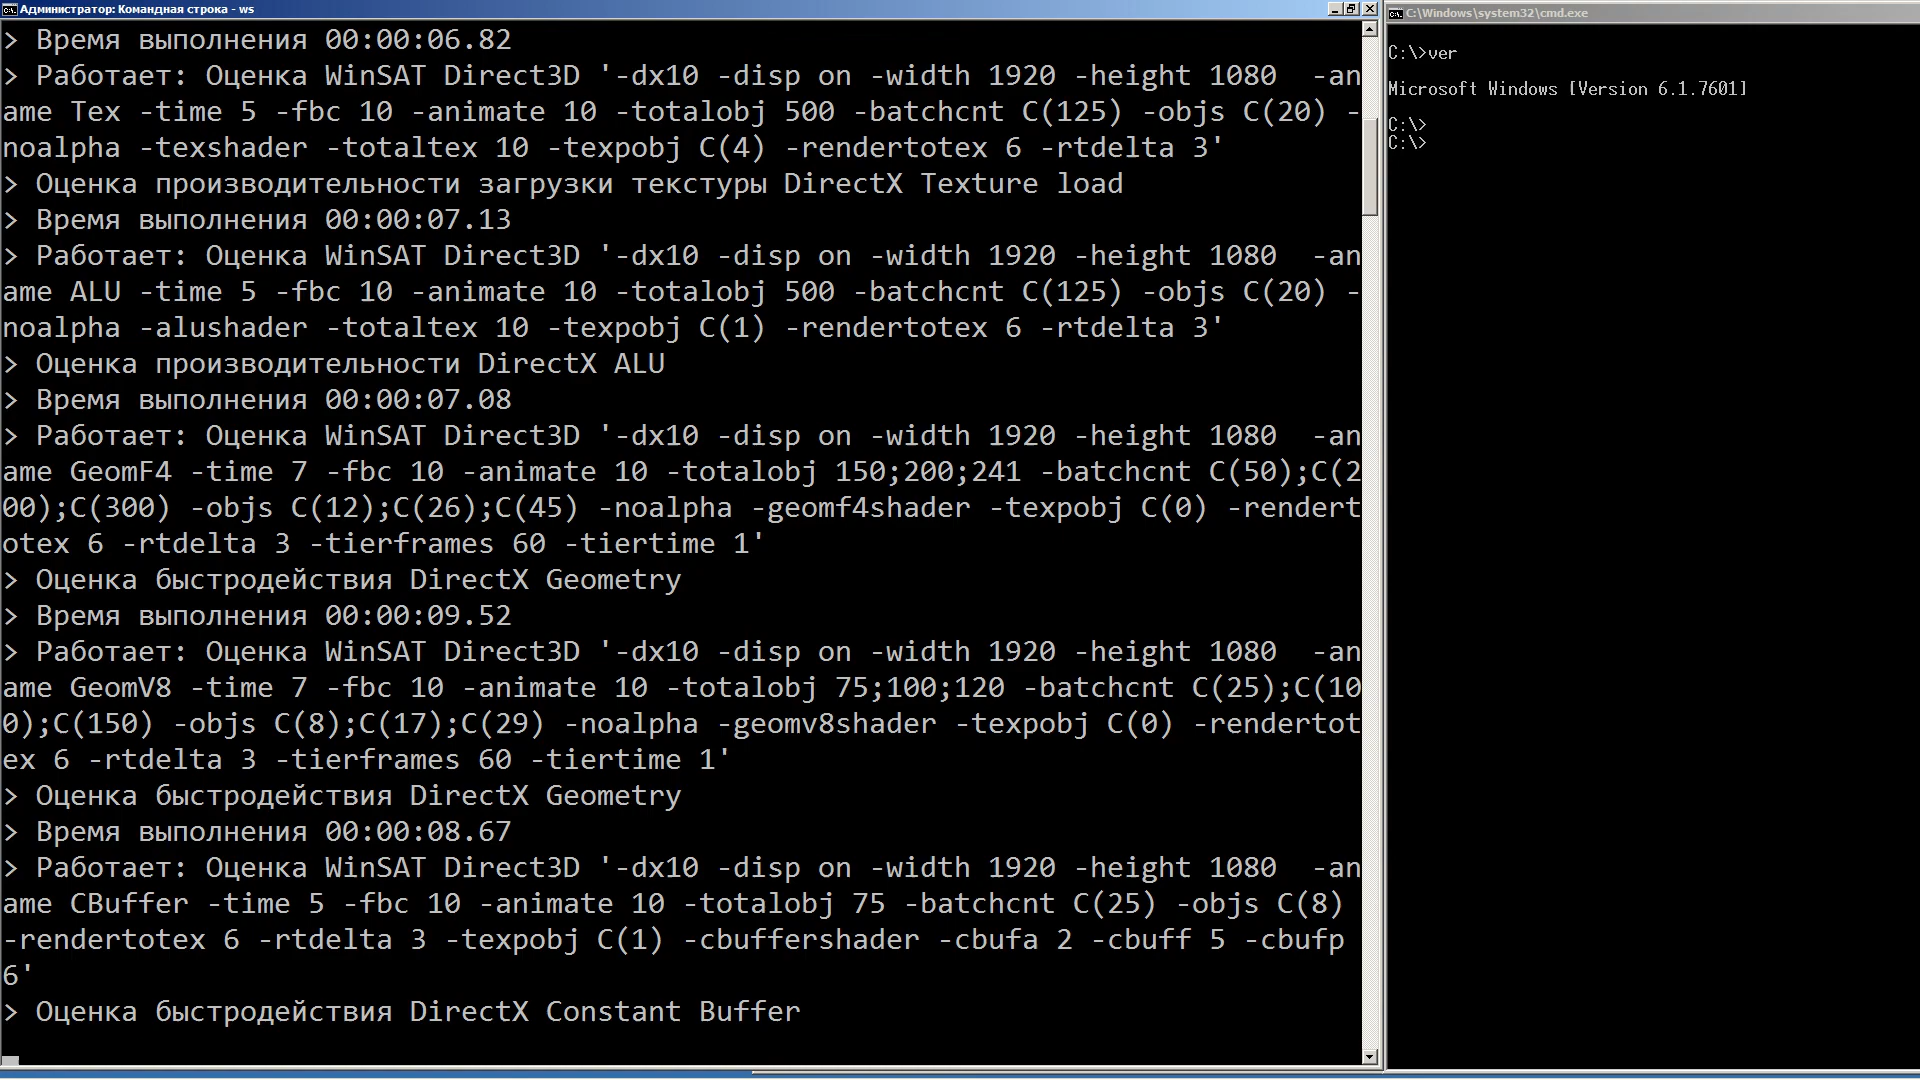 Администратор: Командная строка - ws
> Время выполнения 00:00:06.82
> Работает: Оценка WinSAT Direct3D '-dx10 -disp on -width 1920 -height 1080  -an
ame Tex -time 5 -fbc 10 -animate 10 -totalobj 500 -batchcnt C(125) -objs C(20) -
noalpha -texshader -totaltex 10 -texpobj C(4) -rendertotex 6 -rtdelta 3'
> Оценка производительности загрузки текстуры DirectX Texture load
> Время выполнения 00:00:07.13
> Работает: Оценка WinSAT Direct3D '-dx10 -disp on -width 1920 -height 1080  -an
ame ALU -time 5 -fbc 10 -animate 10 -totalobj 500 -batchcnt C(125) -objs C(20) -
noalpha -alushader -totaltex 10 -texpobj C(1) -rendertotex 6 -rtdelta 3'
> Оценка производительности DirectX ALU
> Время выполнения 00:00:07.08
> Работает: Оценка WinSAT Direct3D '-dx10 -disp on -width 1920 -height 1080  -an
ame GeomF4 -time 7 -fbc 10 -animate 10 -totalobj 150;200;241 -batchcnt C(50);C(2
00);C(300) -objs C(12);C(26);C(45) -noalpha -geomf4shader -texpobj C(0) -rendert
otex 6 -rtdelta 3 -tierframes 60 -tiertime 1'
> Оценка быстродействия DirectX Geometry
> Время выполнения 00:00:09.52
> Работает: Оценка WinSAT Direct3D '-dx10 -disp on -width 1920 -height 1080  -an
ame GeomV8 -time 7 -fbc 10 -animate 10 -totalobj 75;100;120 -batchcnt C(25);C(10
0);C(150) -objs C(8);C(17);C(29) -noalpha -geomv8shader -texpobj C(0) -rendertot
ex 6 -rtdelta 3 -tierframes 60 -tiertime 1'
> Оценка быстродействия DirectX Geometry
> Время выполнения 00:00:08.67
> Работает: Оценка WinSAT Direct3D '-dx10 -disp on -width 1920 -height 1080  -an
ame CBuffer -time 5 -fbc 10 -animate 10 -totalobj 75 -batchcnt C(25) -objs C(8)
-rendertotex 6 -rtdelta 3 -texpobj C(1) -cbuffershader -cbufa 2 -cbuff 5 -cbufp
6'
> Оценка быстродействия DirectX Constant Buffer
C:\Windows\system32\cmd.exe
C:\>ver
Microsoft Windows [Version 6.1.7601]
C:\>
C:\>